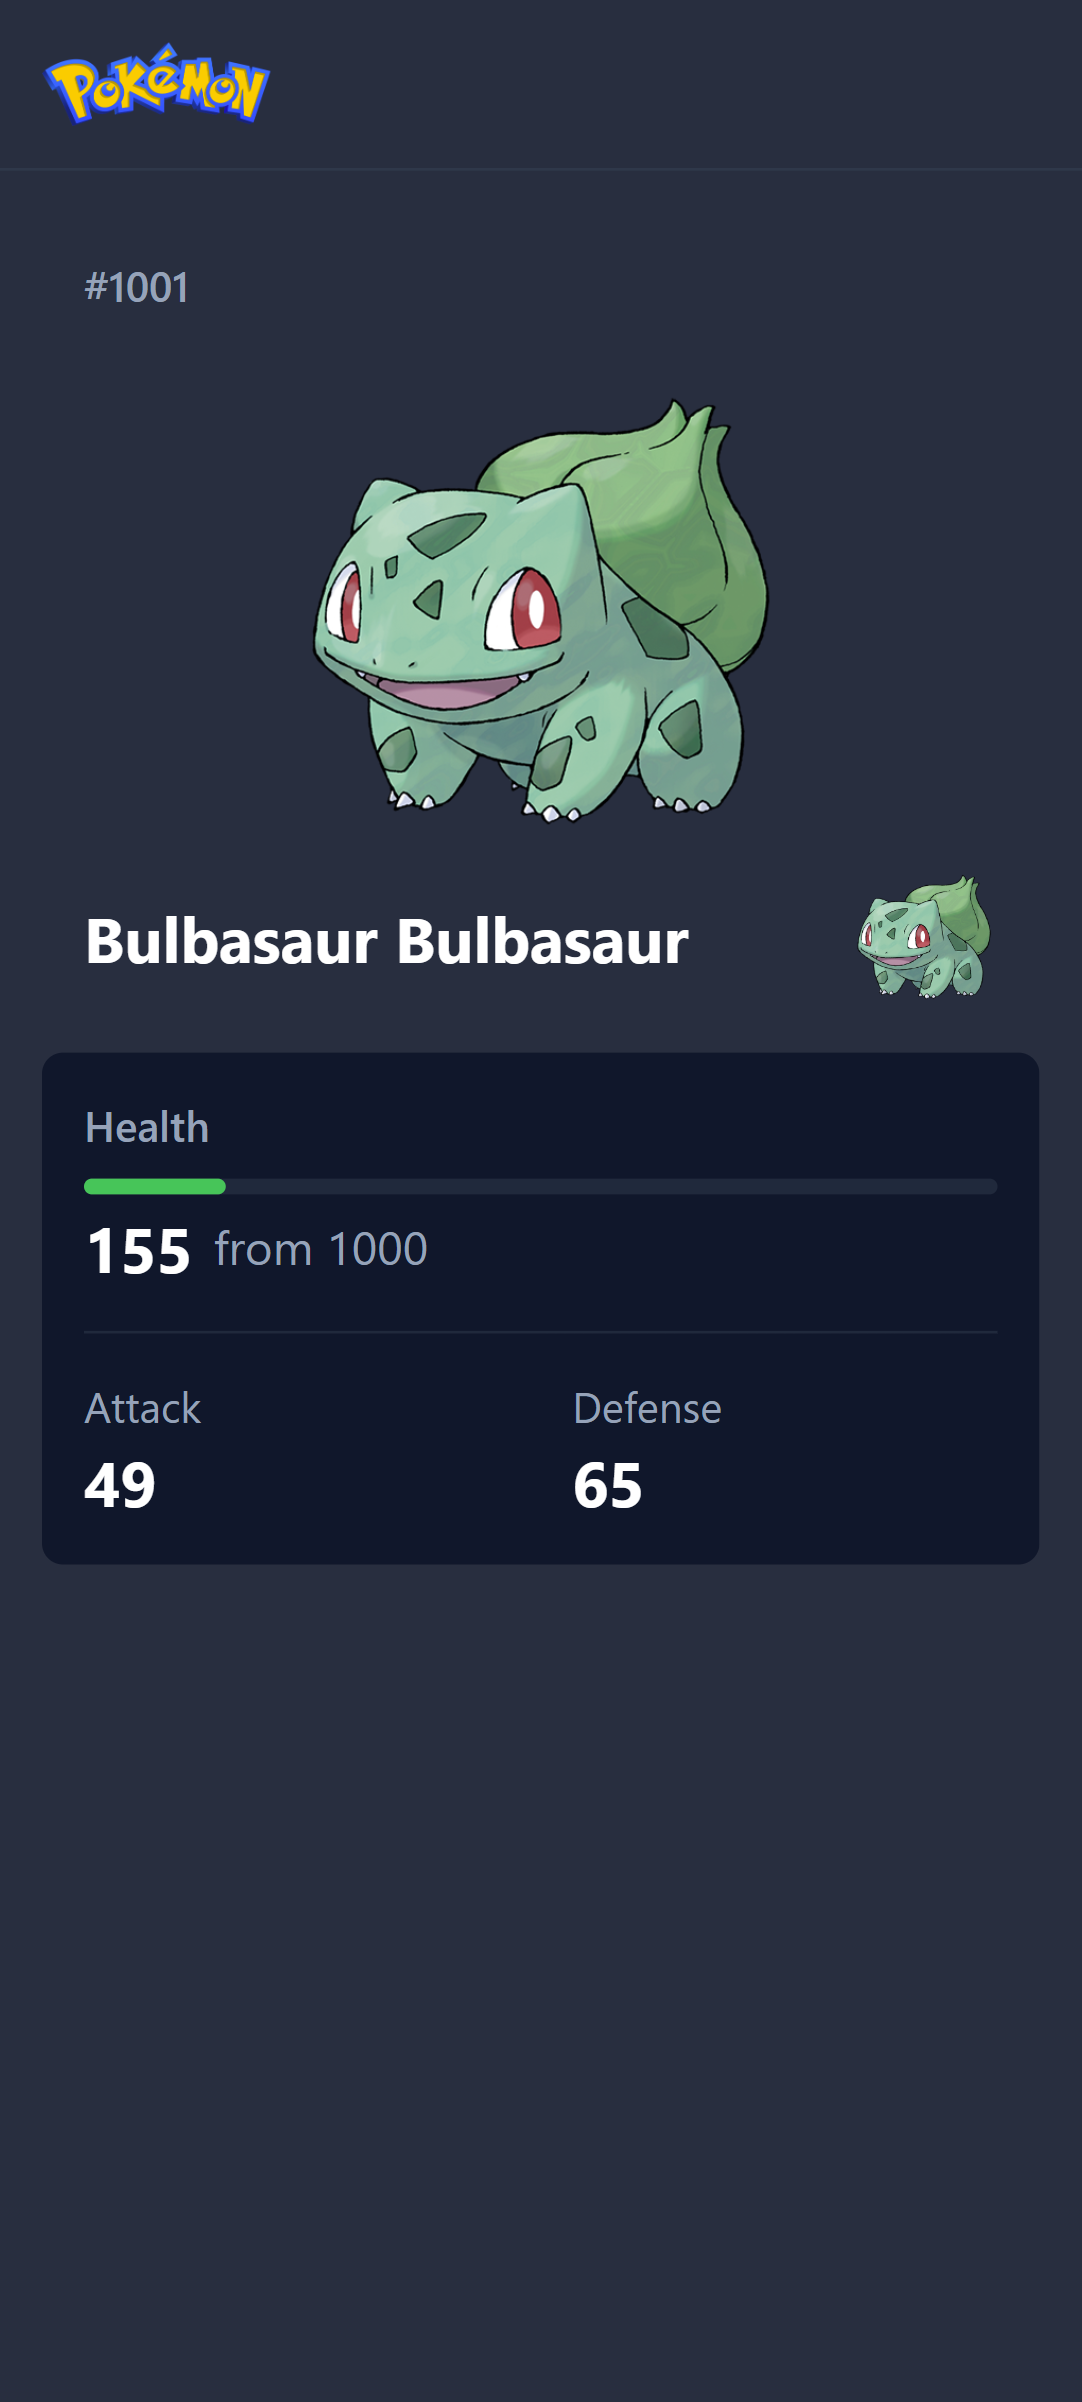 Pokémon
#1001
Bulbasaur Bulbasaur
Health
155 from 1000
Attack
49
Defense
65